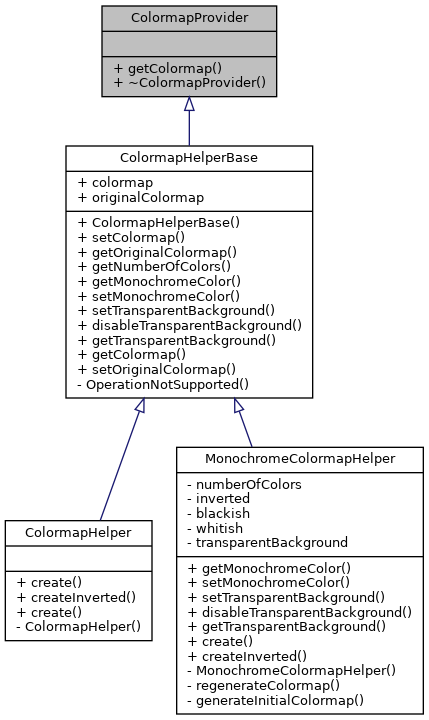 ColormapProvider
+ getColormap()
+ ~ColormapProvider()
ColormapHelperBase
+ colormap
+ originalColormap
+ ColormapHelperBase()
+ setColormap()
+ getOriginalColormap()
+ getNumberOfColors()
+ getMonochromeColor()
+ setMonochromeColor()
+ setTransparentBackground()
+ disableTransparentBackground()
+ getTransparentBackground()
+ getColormap()
+ setOriginalColormap()
- OperationNotSupported()
ColormapHelper
+ create()
+ createInverted()
+ create()
- ColormapHelper()
MonochromeColormapHelper
- numberOfColors
- inverted
- blackish
- whitish
- transparentBackground
+ getMonochromeColor()
+ setMonochromeColor()
+ setTransparentBackground()
+ disableTransparentBackground()
+ getTransparentBackground()
+ create()
+ createInverted()
- MonochromeColormapHelper()
- regenerateColormap()
- generateInitialColormap()